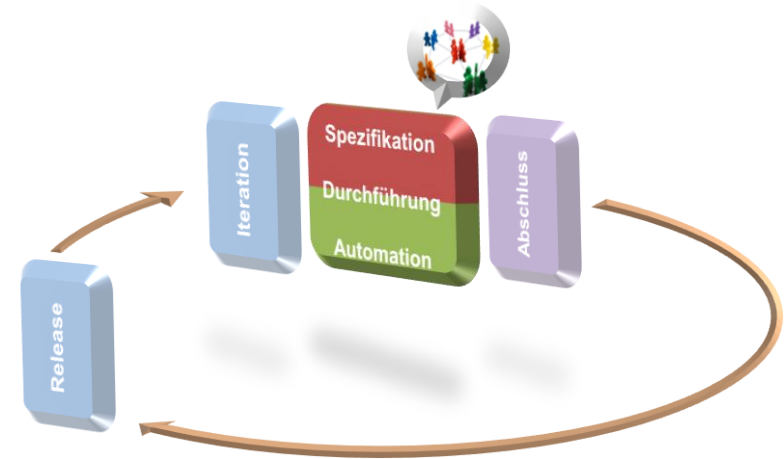 Release
Iteration
Spezifikation
Durchführung
Automation
Abschluss